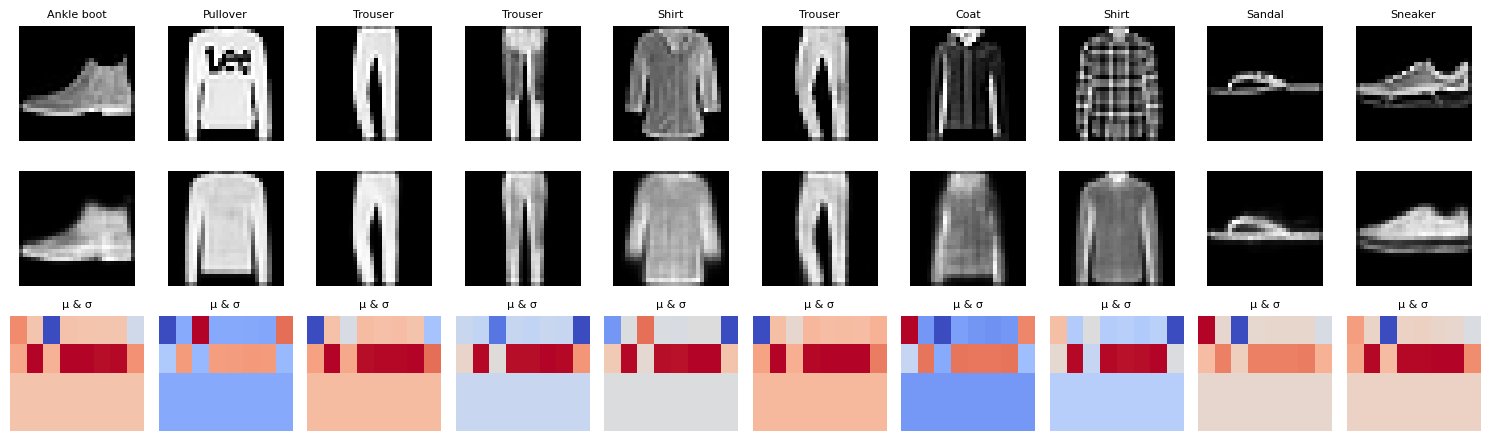 Ankle boot Pullover Trouser Trouser Shirt Trouser Coat Shirt Sandal Sneaker
Lee
μ & σ μ & σ μ & σ μ & σ μ & σ μ & σ μ & σ μ & σ μ & σ μ & σ